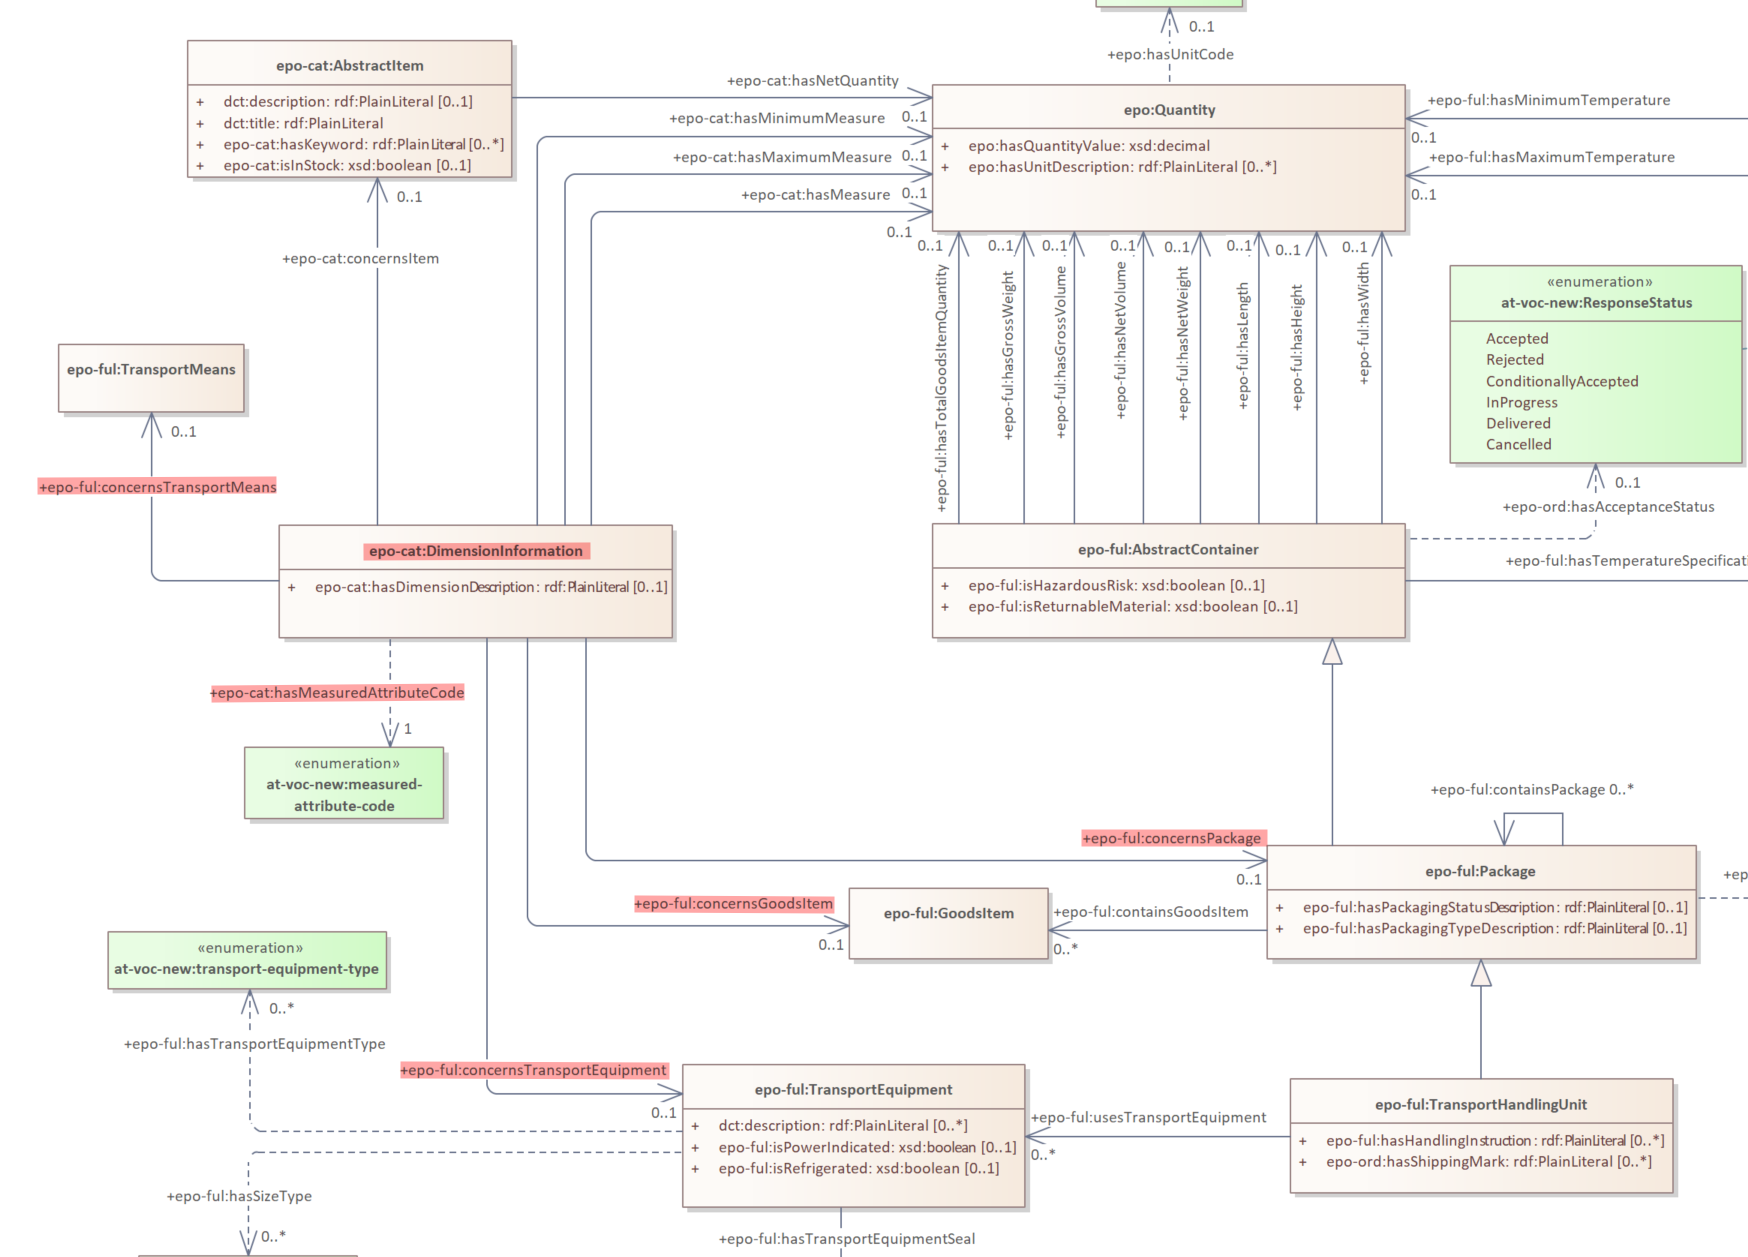 0..1
+epo:hasUnitCode
epo-cat:AbstractItem
+ dct:description: rdf:PlainLiteral [0..1]
+ dct:title: rdf:PlainLiteral
+ epo-cat:hasKeyword: rdf:PlainLiteral [0..*]
+ epo-cat:isInStock: xsd:boolean [0..1]
+epo-cat:hasNetQuantity
0..1
+epo-cat:hasMinimumMeasure
0..1
+epo-cat:hasMaximumMeasure
0..1
+epo-cat:hasMeasure
0..1
epo:Quantity
+ epo:hasQuantityValue: xsd:decimal
+ epo:hasUnitDescription: rdf:PlainLiteral [0..*]
+epo-ful:hasMinimumTemperature
0..1
+epo-ful:hasMaximumTemperature
0..1
0..1
+epo-cat:concernsItem
0..1
+epo-ful:hasTotalGoodsItemQuantity
0..1
+epo-ful:hasGrossWeight
0..1
+epo-ful:hasGrossVolume
0..1
+epo-ful:hasNetVolume
0..1
+epo-ful:hasNetWeight
0..1
+epo-ful:hasLength
0..1
+epo-ful:hasHeight
0..1
+epo-ful:hasWidth
«enumeration»
at-voc-new:ResponseStatus
Accepted
Rejected
ConditionallyAccepted
InProgress
Delivered
Cancelled
0..1
+epo-ord:hasAcceptanceStatus
+epo-ful:hasTemperatureSpecificati
epo-ful:TransportMeans
0..1
+epo-ful:concernsTransportMeans
epo-cat:DimensionInformation
+ epo-cat:hasDimensionDescription: rdf:PlainLiteral [0..1]
epo-ful:AbstractContainer
+ epo-ful:isHazardousRisk: xsd:boolean [0..1]
+ epo-ful:isReturnableMaterial: xsd:boolean [0..1]
+epo-cat:hasMeasuredAttributeCode
1
«enumeration»
at-voc-new:measured-
attribute-code
+epo-ful:containsPackage 0..*
+epo-ful:concernsPackage
0..1
epo-ful:Package
+ epo-ful:hasPackagingStatusDescription: rdf:PlainLiteral [0..1]
+ epo-ful:hasPackagingTypeDescription: rdf:PlainLiteral [0..1]
+ep
+epo-ful:concernsGoodsItem
0..1
epo-ful:GoodsItem
+epo-ful:containsGoodsItem
0..*
«enumeration»
at-voc-new:transport-equipment-type
0..*
+epo-ful:hasTransportEquipmentType
+epo-ful:concernsTransportEquipment
0..1
epo-ful:TransportEquipment
+ dct:description: rdf:PlainLiteral [0..*]
+ epo-ful:isPowerIndicated: xsd:boolean [0..1]
+ epo-ful:isRefrigerated: xsd:boolean [0..1]
+epo-ful:usesTransportEquipment
0..*
epo-ful:TransportHandlingUnit
+ epo-ful:hasHandlingInstruction: rdf:PlainLiteral [0..*]
+ epo-ord:hasShippingMark: rdf:PlainLiteral [0..*]
+epo-ful:hasSizeType
0..*
+epo-ful:hasTransportEquipmentSeal